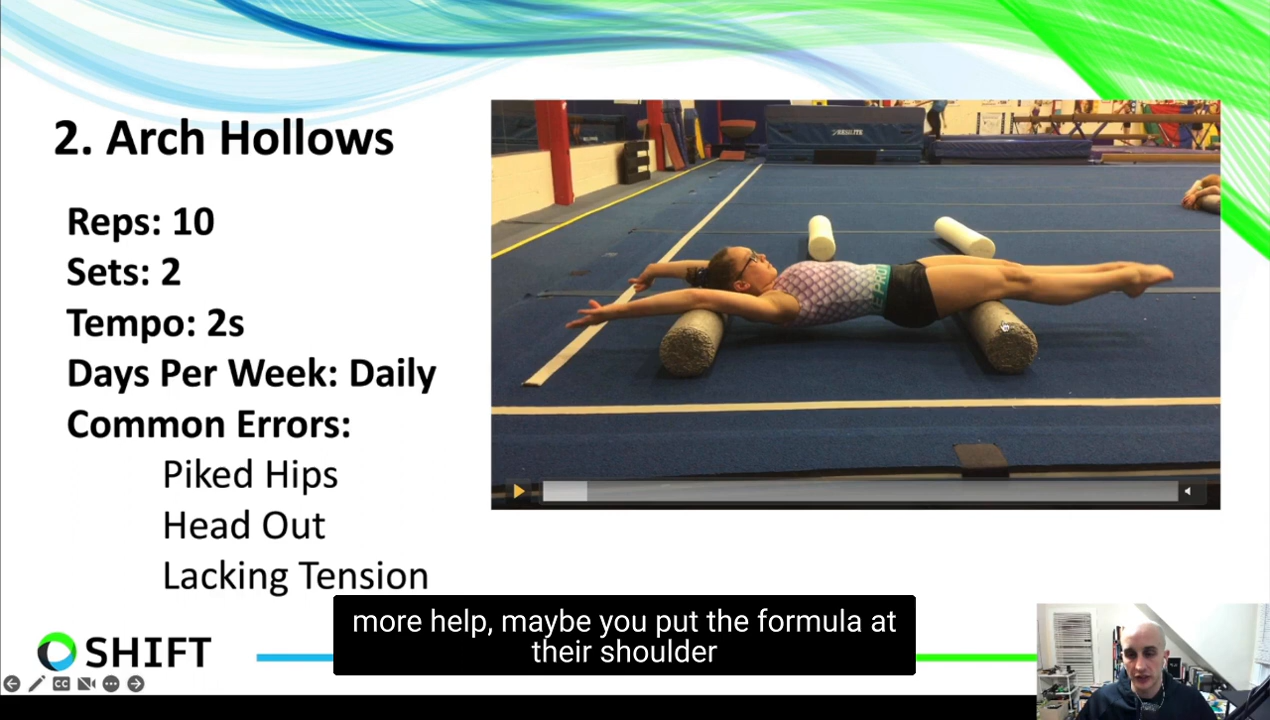 2. Arch Hollows
Reps: 10
Sets: 2
Tempo: 2s
Days Per Week: Daily
Common Errors:
Piked Hips
Head Out
Lacking Tension
more help, maybe you put the formula at
their shoulder
SHIFT
CC